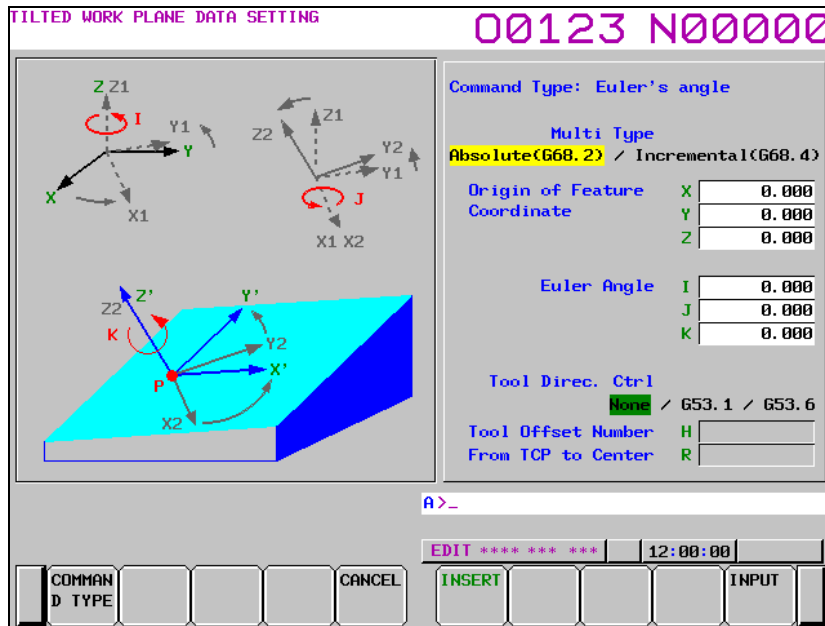 TILTED WORK PLANE DATA SETTING
O0123 N00000
Z Z1
I
Y1
Y
X
X1
Z1
Z2
Y2
Y1
J
X1 X2
Z2 Z'
Y'
K
Y2
P
X'
X2
Command Type: Euler's angle
Multi Type
Absolute(G68.2) / Incremental(G68.4)
Origin of Feature X 0.000
Coordinate Y 0.000
Z 0.000
Euler Angle I 0.000
J 0.000
K 0.000
Tool Direc. Ctrl
None / G53.1 / G53.6
Tool Offset Number H
From TCP to Center R
A>_
EDIT **** *** *** 12:00:00
COMMAN
D TYPE
CANCEL
INSERT
INPUT